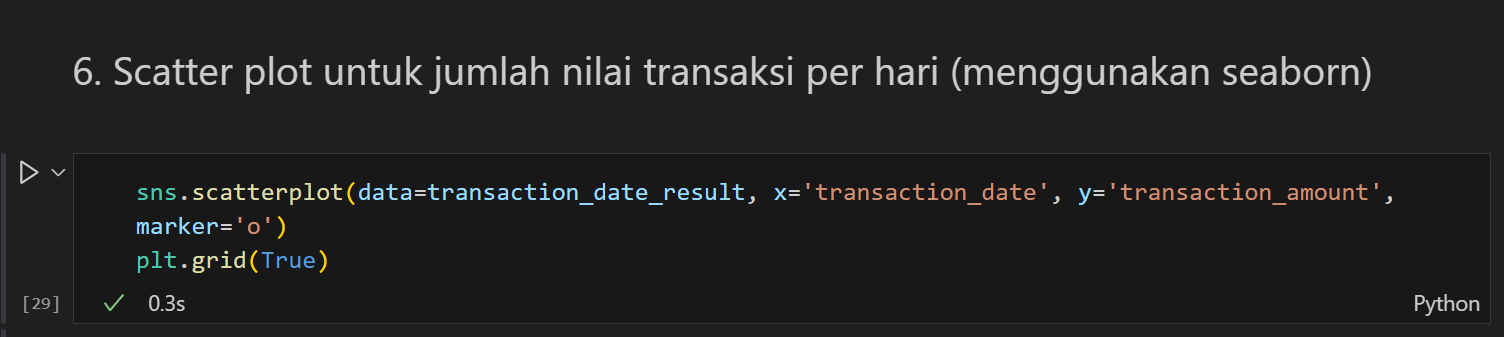 6. Scatter plot untuk jumlah nilai transaksi per hari (menggunakan seaborn)
sns.scatterplot(data=transaction_date_result, x='transaction_date', y='transaction_amount',
marker='o')
plt.grid(True)
[29]
0.3s
Python